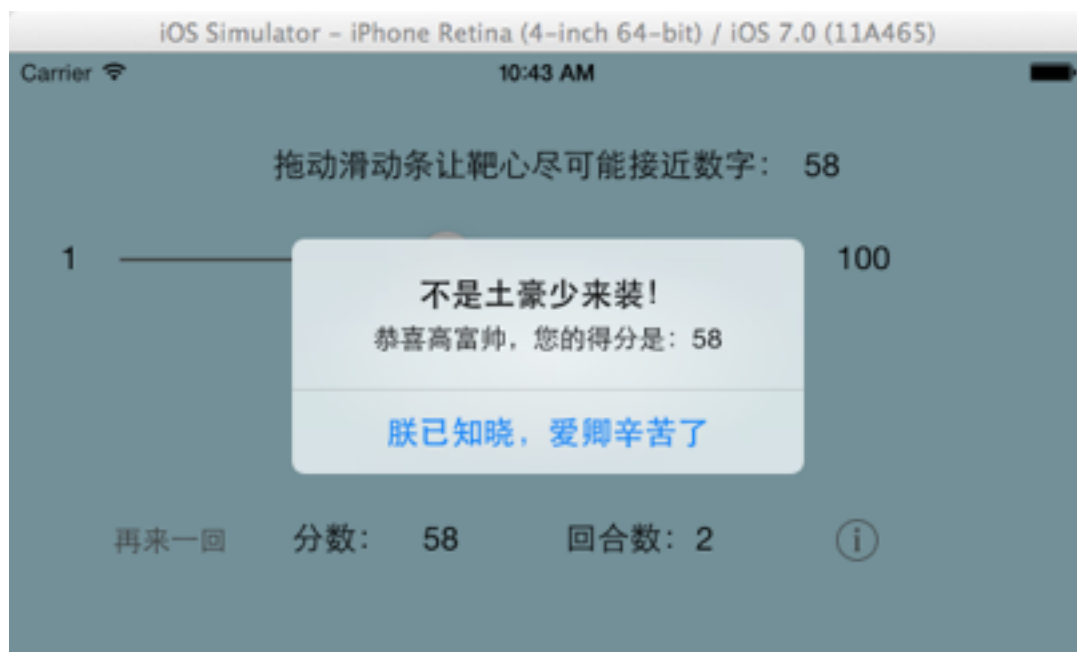 iOS Simulator – iPhone Retina (4-inch 64-bit) / iOS 7.0 (11A465)
Carrier 10:43 AM
拖动滑动条让靶心尽可能接近数字： 58
1 100
不是土豪少来装！
恭喜高富帅，您的得分是：58
朕已知晓，爱卿辛苦了
再来一回 分数： 58 回合数：2